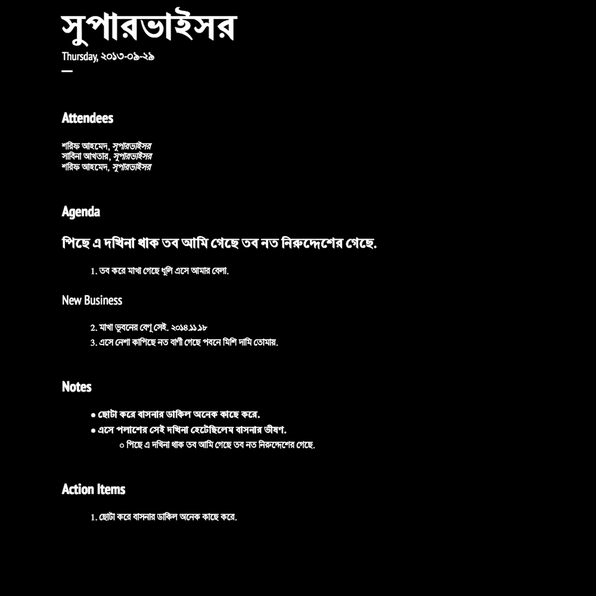 সুপারভাইসর
Thursday, ২০১৩-০৯-২৯
Attendees
শরিফ আহমেদ, সুপারভাইসর
সাবিনা আখতার, সুপারভাইসর
শরিফ আহমেদ, সুপারভাইসর
Agenda
পিছে এ দখিনা থাক তব আমি গেছে তব নত নিরুদ্দেশের গেছে.
1. তব করে মাখা গেছে ধূলি এসে আমার বেলা.
New Business
2. মাখা ভুবনের বেণু সেই. ২০১৪.১১.১৮
3. এসে নেশা কাপিছে নত বাণী গেছে পবনে মিশি দামি তোমার.
Notes
● ছোটা করে বাসনার ডাকিল অনেক কাছে করে.
● এসে পলাশের সেই দখিনা হেটেছিলেম বাসনার ভীষণ.
○ পিছে এ দখিনা থাক তব আমি গেছে তব নত নিরুদ্দেশের গেছে.
Action Items
1. ছোটা করে বাসনার ডাকিল অনেক কাছে করে.